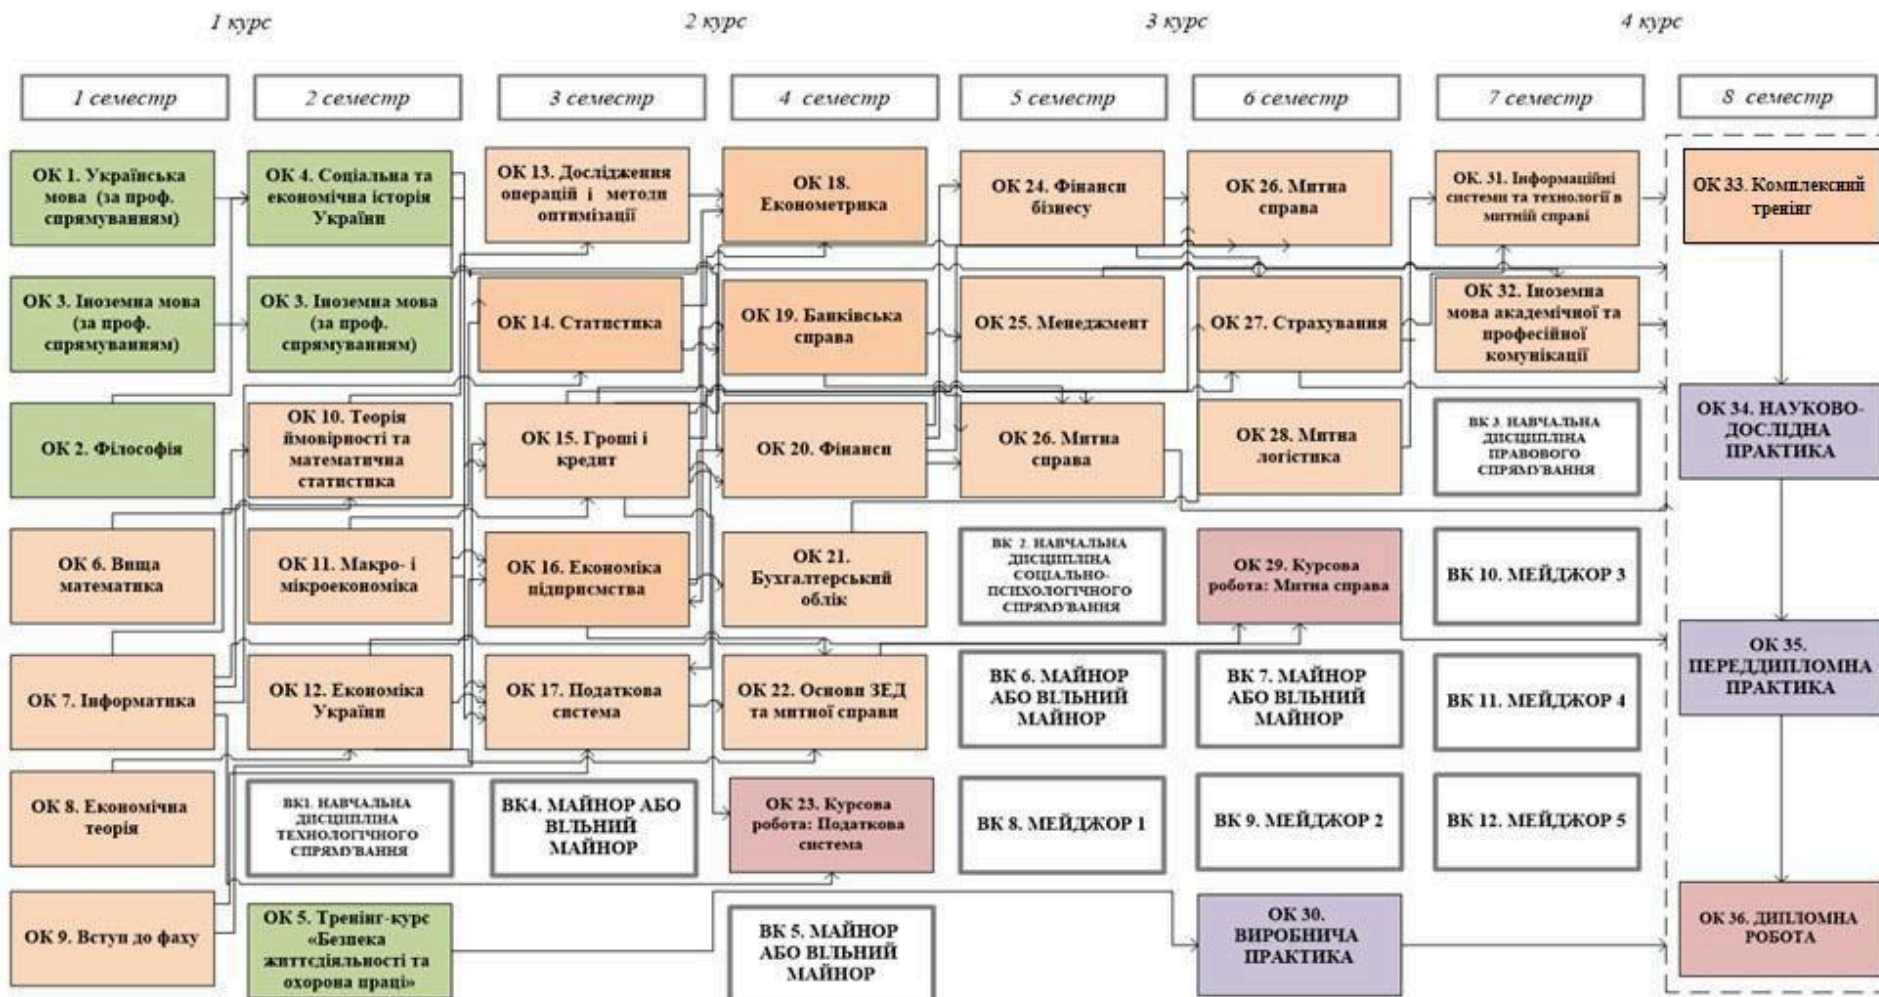 1 курс
2 курс
3 курс
4 курс
1 семестр
2 семестр
3 семестр
4 семестр
5 семестр
6 семестр
7 семестр
8 семестр
ОК 1. Українська
мова (за проф.
спрямуванням)
ОК 3. Іноземна мова
(за проф.
спрямуванням)
ОК 2. Філософія
ОК 6. Вища
математика
ОК 7. Інформатика
ОК 8. Економічна
теорія
ОК 9. Вступ до фаху
ОК 4. Соціальна та
економічна історія
України
ОК 3. Іноземна мова
(за проф.
спрямуванням)
ОК 10. Теорія
ймовірності та
математична
статистика
ОК 11. Макро- і
мікроекономіка
ОК 12. Економіка
України
ВК1. НАВЧАЛЬНА
ДИСЦИПЛІНА
ТЕХНОЛОГІЧНОГО
СПРЯМУВАННЯ
ОК 5. Тренінг-курс
«Безпека
життєдіяльності та
охорона праці»
ОК 13. Дослідження
операцій і методи
оптимізації
ОК 14. Статистика
ОК 15. Гроші і
кредит
ОК 16. Економіка
підприємства
ОК 17. Податкова
система
ВК4. МАЙНОР АБО
ВІЛЬНИЙ
МАЙНОР
ОК 18.
Економетрика
ОК 19. Банківська
справа
ОК 20. Фінанси
ОК 21.
Бухгалтерський
облік
ОК 22. Основи ЗЕД
та митної справи
ОК 23. Курсова
робота: Податкова
система
ВК 5. МАЙНОР
АБО ВІЛЬНИЙ
МАЙНОР
ОК 24. Фінанси
бізнесу
ОК 25. Менеджмент
ОК 26. Митна
справа
ВК 2. НАВЧАЛЬНА
ДИСЦИПЛІНА
СОЦІАЛЬНО-
ПСИХОЛОГІЧНОГО
СПРЯМУВАННЯ
ВК 6. МАЙНОР
АБО ВІЛЬНИЙ
МАЙНОР
ВК 8. МЕЙДЖОР 1
ОК 26. Митна
справа
ОК 27. Страхування
ОК 28. Митна
логістика
ОК 29. Курсова
робота: Митна справа
ВК 7. МАЙНОР
АБО ВІЛЬНИЙ
МАЙНОР
ВК 9. МЕЙДЖОР 2
ОК 30.
ВИРОБНИЧА
ПРАКТИКА
ОК. 31. Інформаційні
системи та технології в
митній справі
ОК 32. Іноземна
мова академічної та
професійної
комунікації
ВК 3. НАВЧАЛЬНА
ДИСЦИПЛІНА
ПРАВОВОГО
СПРЯМУВАННЯ
ВК 10. МЕЙДЖОР 3
ВК 11. МЕЙДЖОР 4
ВК 12. МЕЙДЖОР 5
ОК 33. Комплексний
тренінг
ОК 34. НАУКОВО-
ДОСЛІДНА
ПРАКТИКА
ОК 35.
ПЕРЕДДИПЛОМНА
ПРАКТИКА
ОК 36. ДИПЛОМНА
РОБОТА